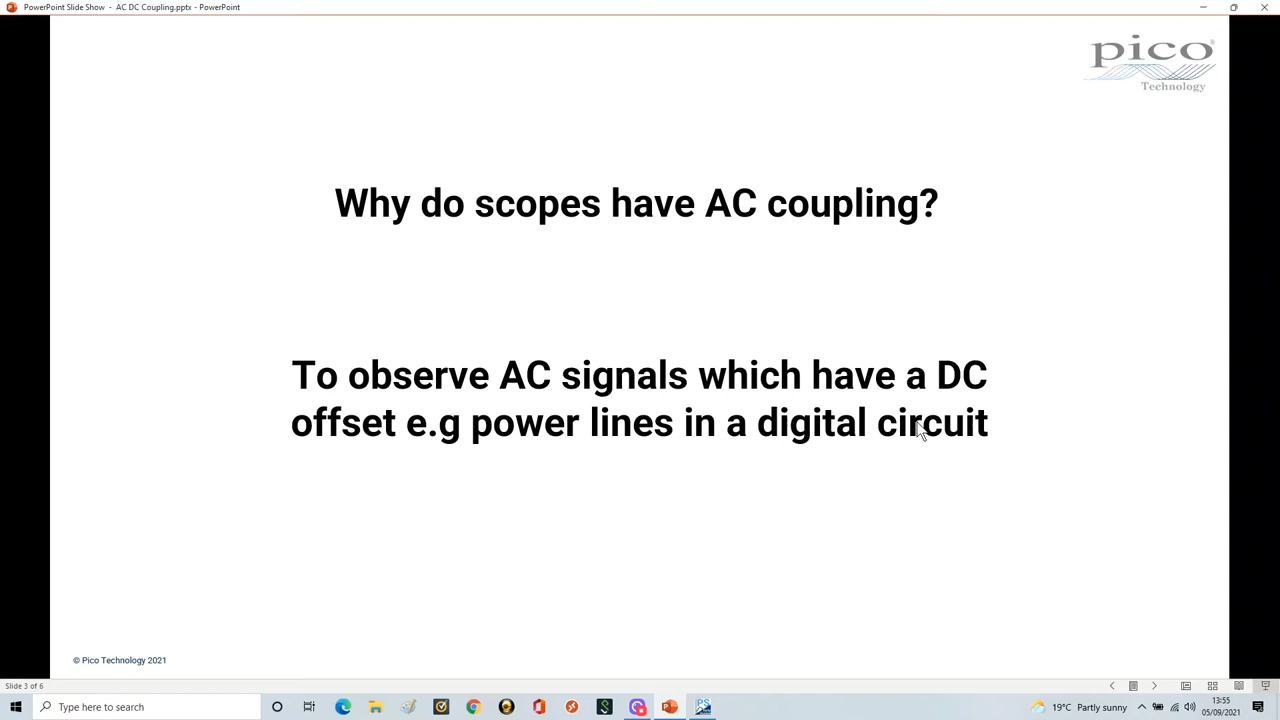 PowerPoint Slide Show - AC DC Coupling.pptx - PowerPoint
pico
Technology
Why do scopes have AC coupling?
To observe AC signals which have a DC
offset e.g power lines in a digital circuit
© Pico Technology 2021
Slide 3 of 6
Type here to search
19°C Partly sunny
13:55
05/09/2021